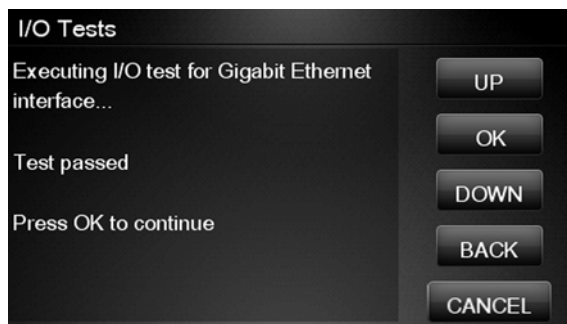 I/O Tests
Executing I/O test for Gigabit Ethernet
interface...
Test passed
Press OK to continue
UP
OK
DOWN
BACK
CANCEL